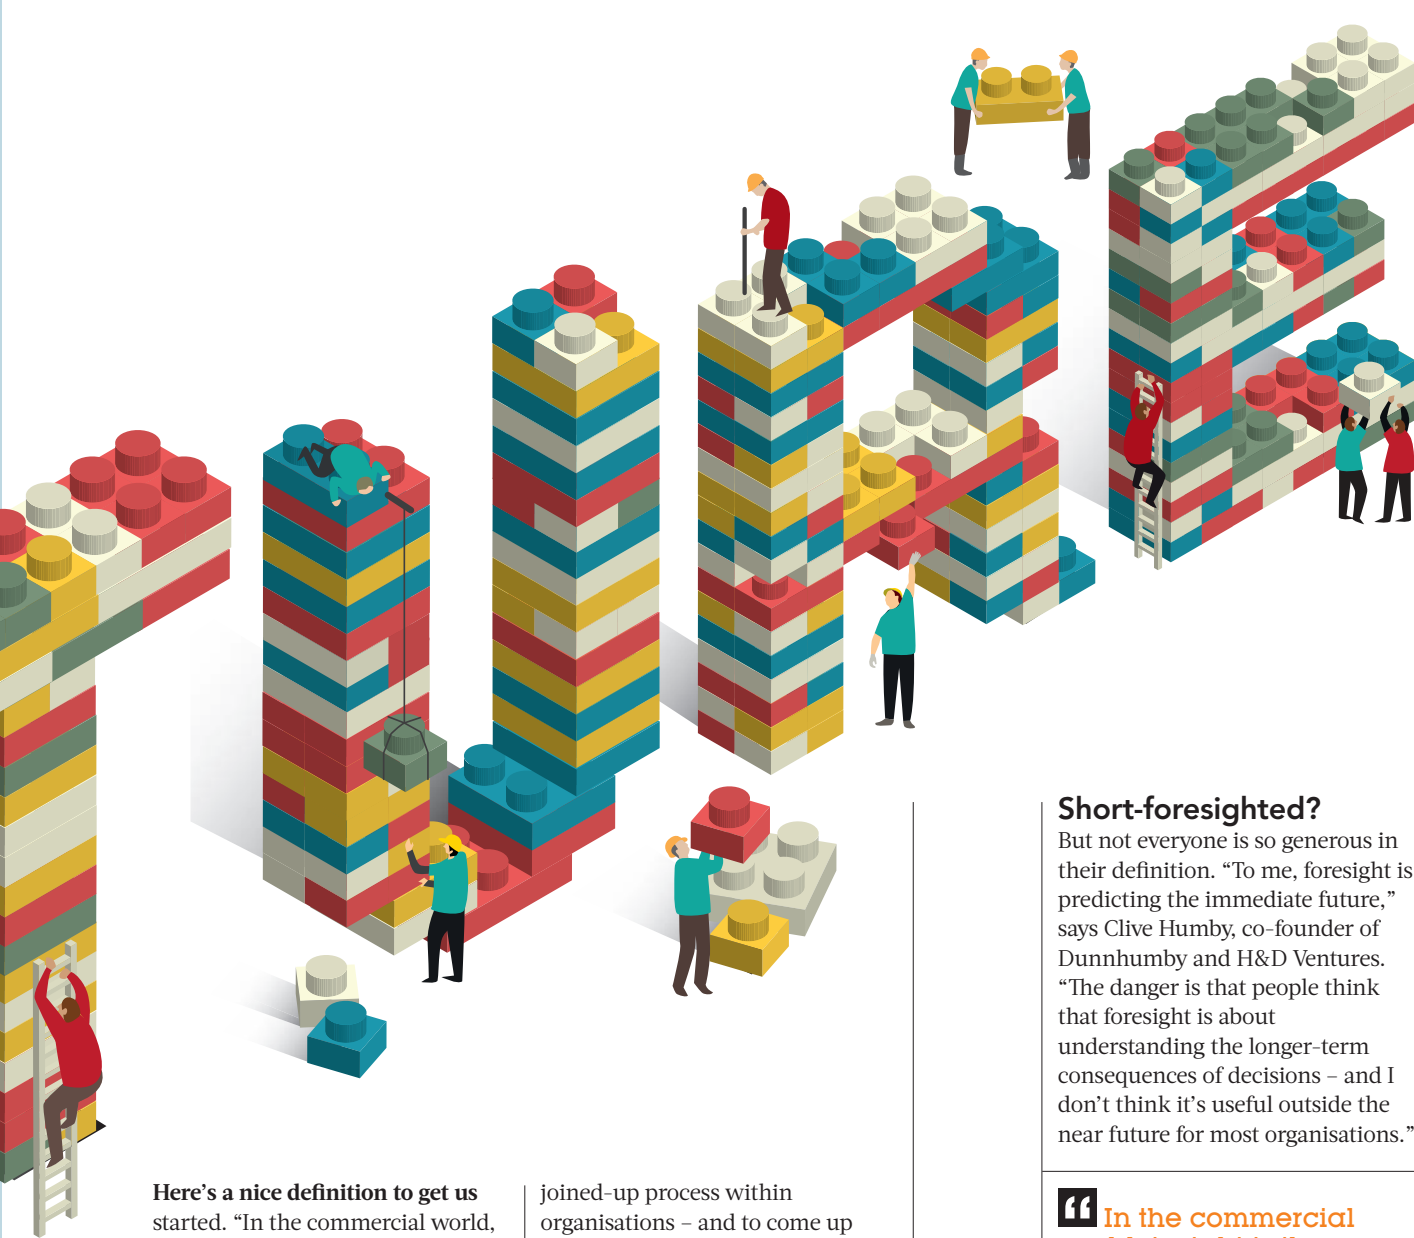 TURE
Here’s a nice definition to get us
started. “In the commercial world,
joined-up process within
organisations – and to come up
Short-foresighted?
But not everyone is so generous in
their definition. “To me, foresight is
predicting the immediate future,”
says Clive Humby, co-founder of
Dunnhumby and H&D Ventures.
“The danger is that people think
that foresight is about
understanding the longer-term
consequences of decisions – and I
don’t think it’s useful outside the
near future for most organisations.”
“ In the commercial